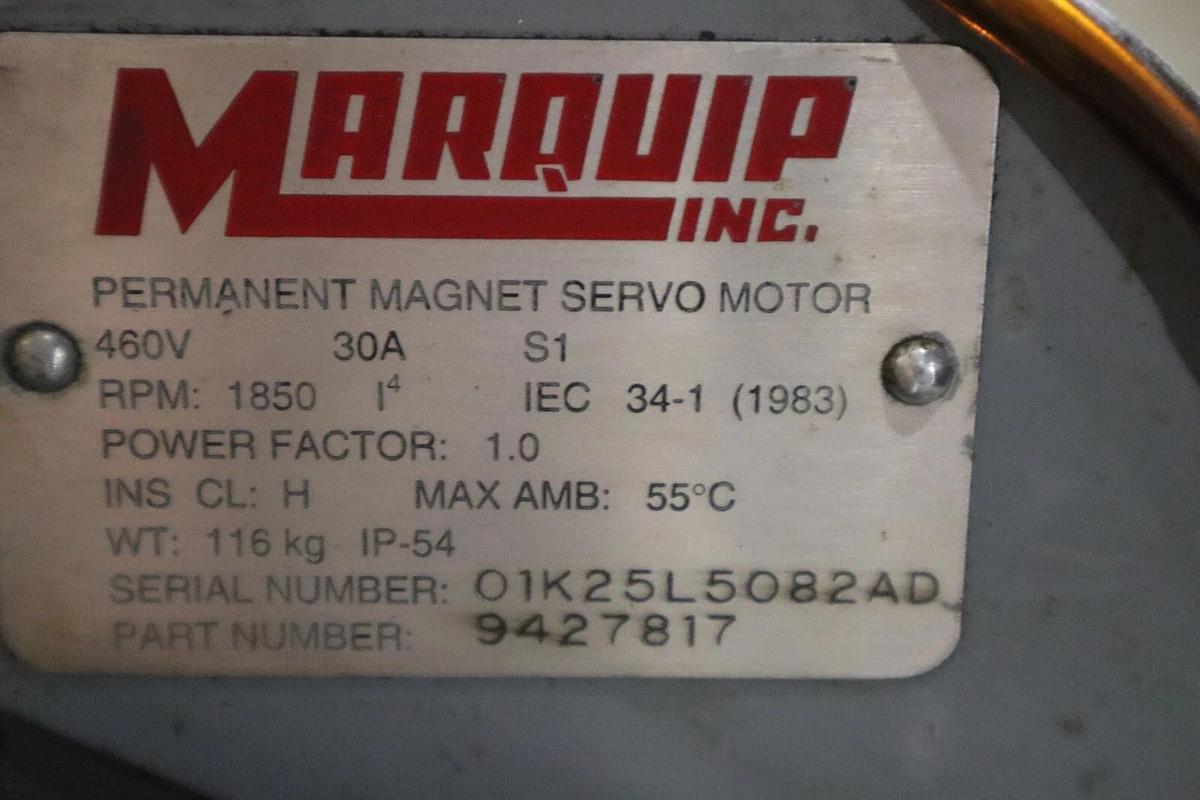 MARQUIP
INC.
PERMANENT MAGNET SERVO MOTOR
460V 30A S1
RPM: 1850 I⁴ IEC 34-1 (1983)
POWER FACTOR: 1.0
INS CL: H MAX AMB: 55°C
WT: 116 kg IP-54
SERIAL NUMBER: 01K25L5082AD
PART NUMBER: 9427817